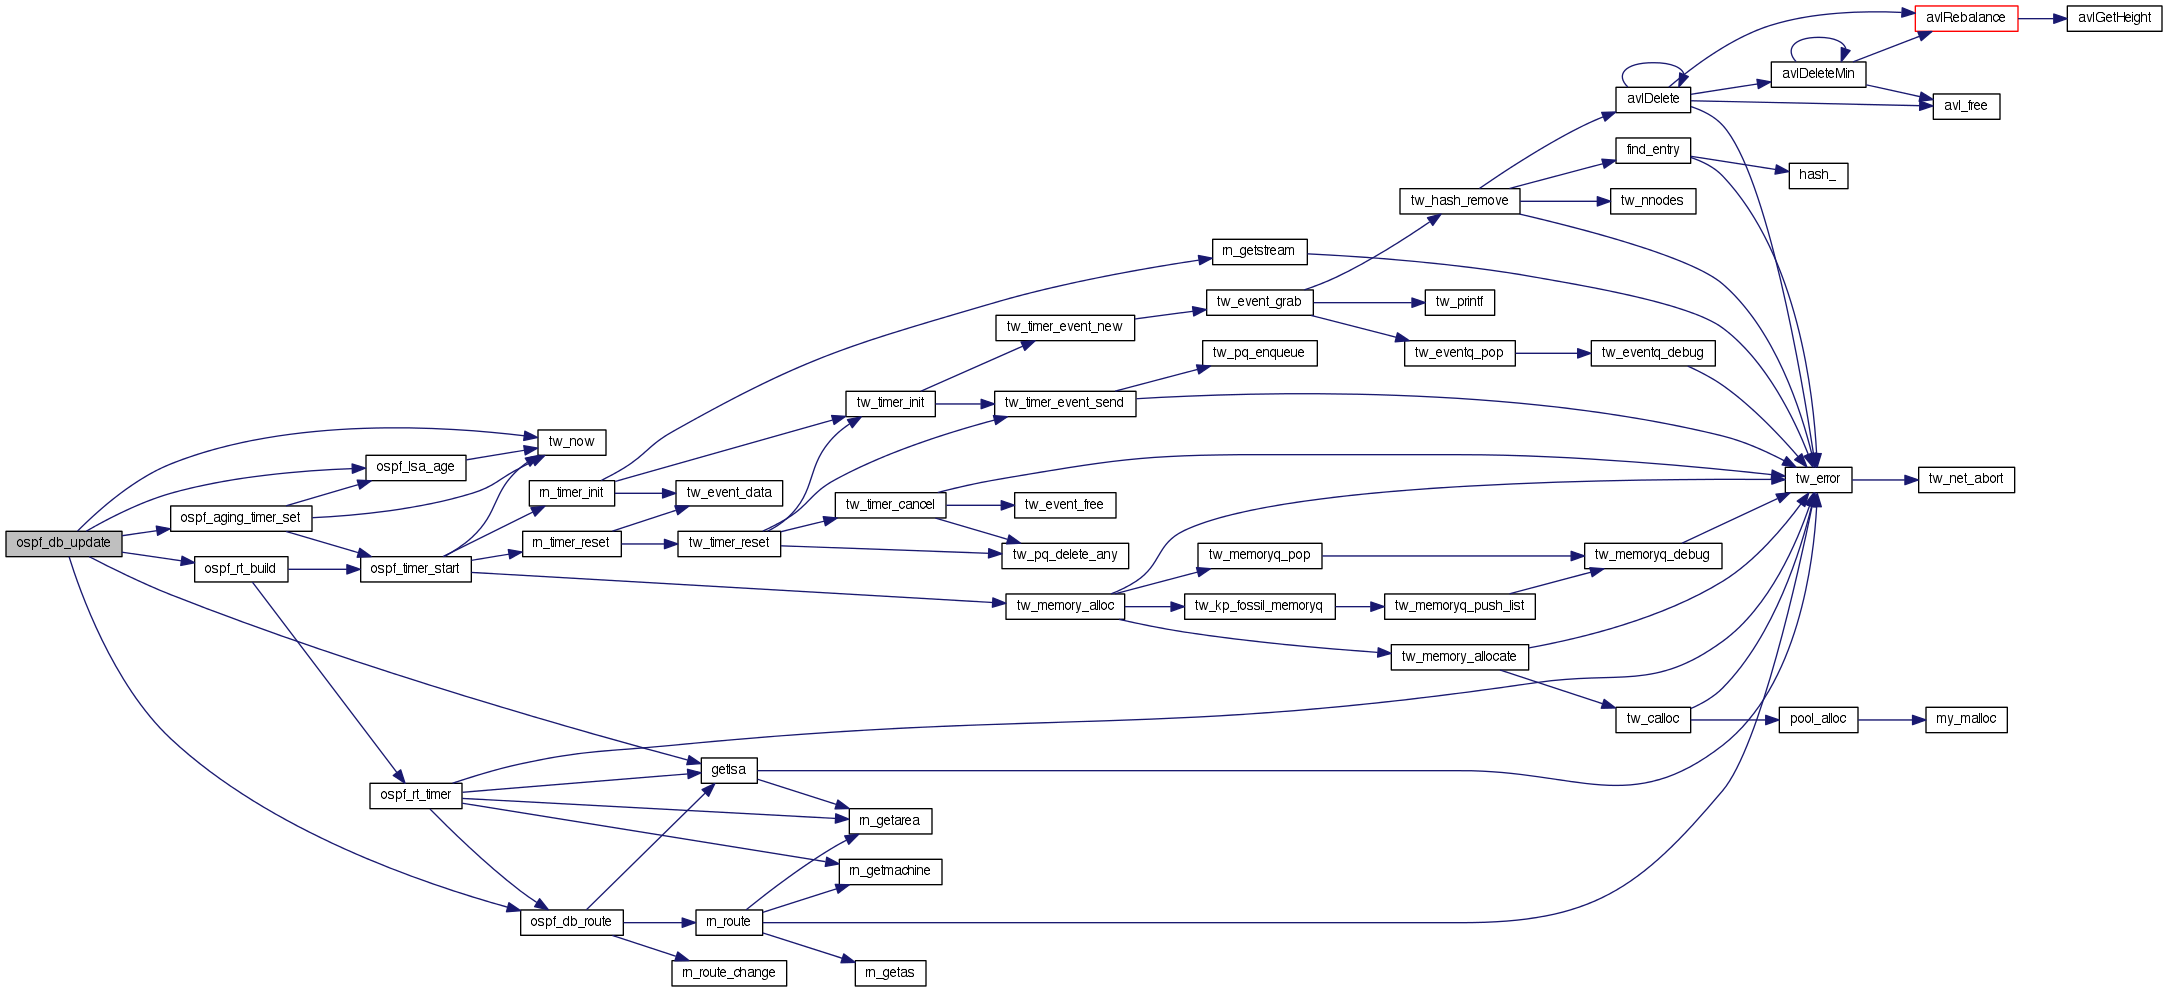 avlRebalance
avlGetHeight
avlDeleteMin
avlDelete
avl_free
find_entry
hash_
tw_hash_remove
tw_nnodes
rn_getstream
tw_event_grab
tw_printf
tw_timer_event_new
tw_pq_enqueue
tw_eventq_pop
tw_eventq_debug
tw_timer_init
tw_timer_event_send
tw_now
ospf_lsa_age
tw_error
tw_net_abort
rn_timer_init
tw_event_data
tw_timer_cancel
tw_event_free
ospf_aging_timer_set
ospf_db_update
rn_timer_reset
tw_timer_reset
tw_pq_delete_any
tw_memoryq_pop
tw_memoryq_debug
ospf_rt_build
ospf_timer_start
tw_memory_alloc
tw_kp_fossil_memoryq
tw_memoryq_push_list
tw_memory_allocate
tw_calloc
pool_alloc
my_malloc
getlsa
ospf_rt_timer
rn_getarea
rn_getmachine
ospf_db_route
rn_route
rn_route_change
rn_getas